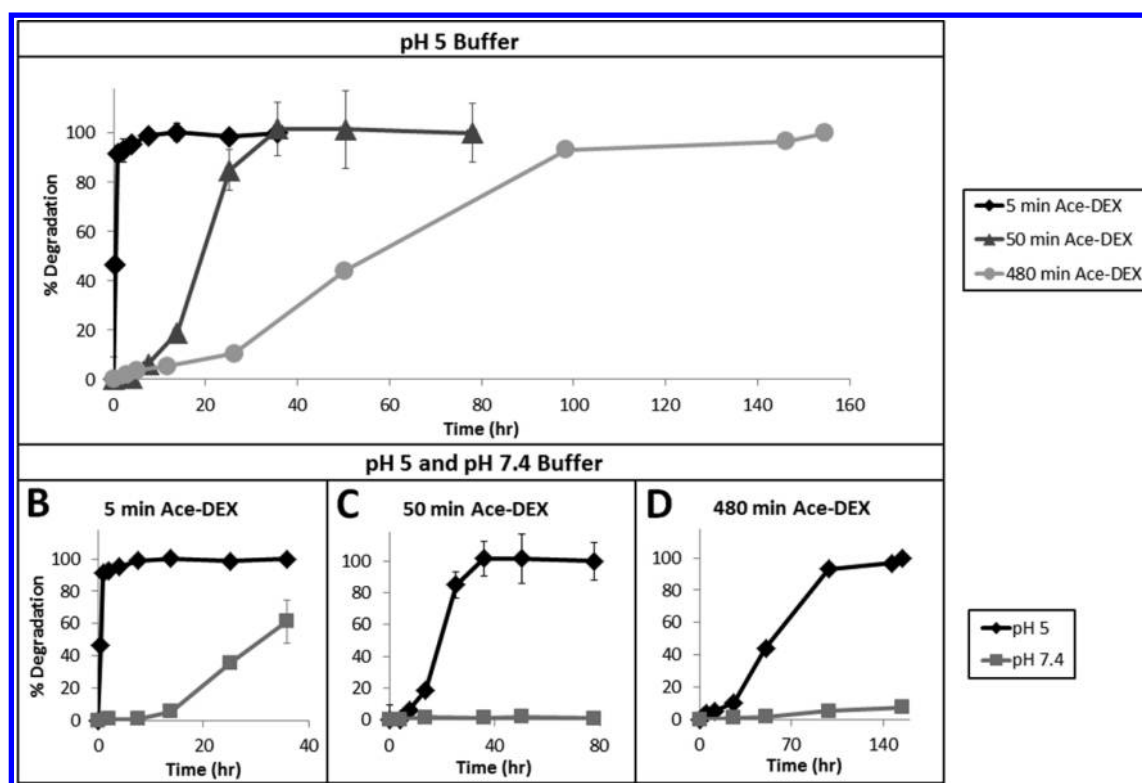 pH 5 Buffer
100
80
60
40
20
0
% Degradation
0 20 40 60 80 100 120 140 160
Time (hr)
5 min Ace-DEX
50 min Ace-DEX
480 min Ace-DEX
pH 5 and pH 7.4 Buffer
B
5 min Ace-DEX
100
80
60
40
20
0
% Degradation
0 20 40
Time (hr)
C
50 min Ace-DEX
100
80
60
40
20
0
0 40 80
Time (hr)
D
480 min Ace-DEX
100
80
60
40
20
0
0 70 140
Time (hr)
pH 5
pH 7.4